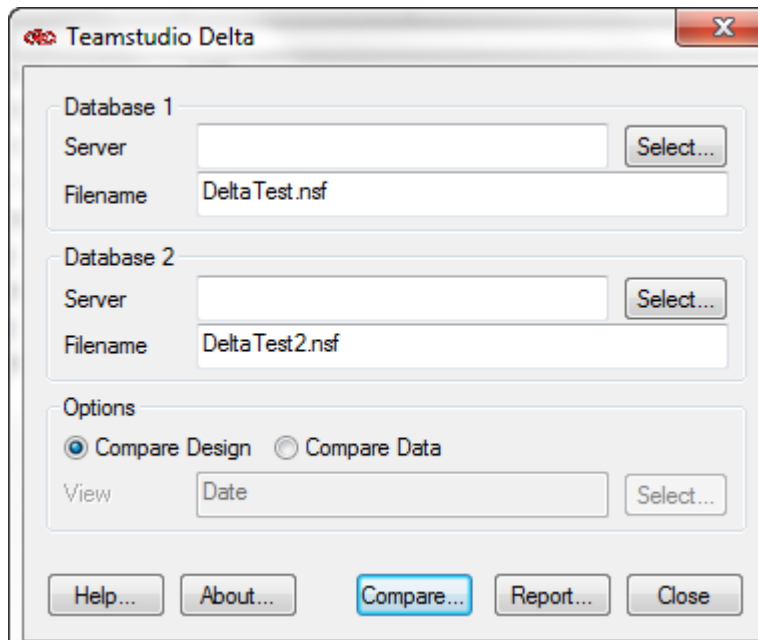 Teamstudio Delta
Database 1
Server Select...
Filename DeltaTest.nsf
Database 2
Server Select...
Filename DeltaTest2.nsf
Options
Compare Design Compare Data
View Date Select...
Help... About... Compare... Report... Close